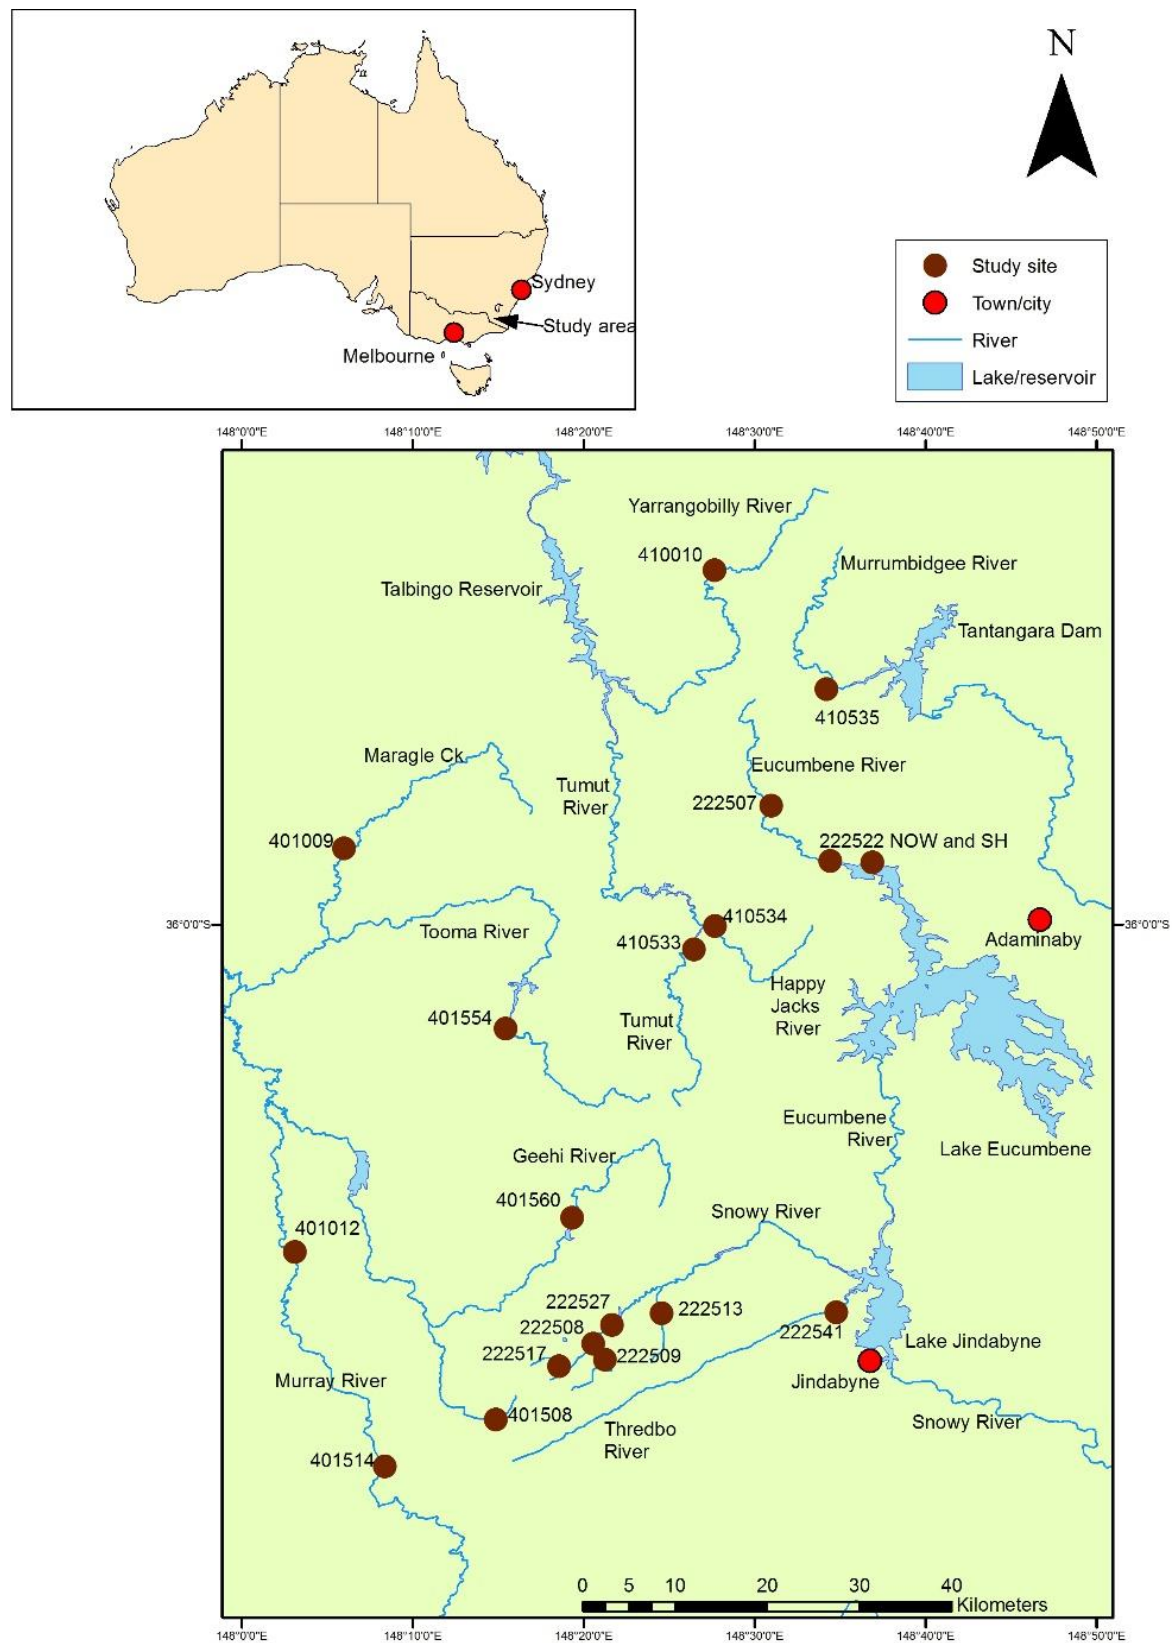 N
Sydney
Study area
Melbourne
Study site
Town/city
River
Lake/reservoir
148°0'0"E
148°10'0"E
148°20'0"E
148°30'0"E
148°40'0"E
148°50'0"E
Yarrangobilly River
410010
Murrumbidgee River
Talbingo Reservoir
Tantangara Dam
410535
Maragle Ck
Eucumbene River
Tumut
River
222507
401009
222522 NOW and SH
36°0'0"S
410534
36°0'0"S
Tooma River
410533
Adaminaby
Happy
Jacks
River
401554
Tumut
River
Eucumbene
River
Lake Eucumbene
Geehi River
401560
Snowy River
401012
222527
222513
222508
222541
222517
222509
Lake Jindabyne
Murray River
Jindabyne
401508
Snowy River
Thredbo
River
401514
0 5 10 20 30 40
Kilometers
148°0'0"E
148°10'0"E
148°20'0"E
148°30'0"E
148°40'0"E
148°50'0"E